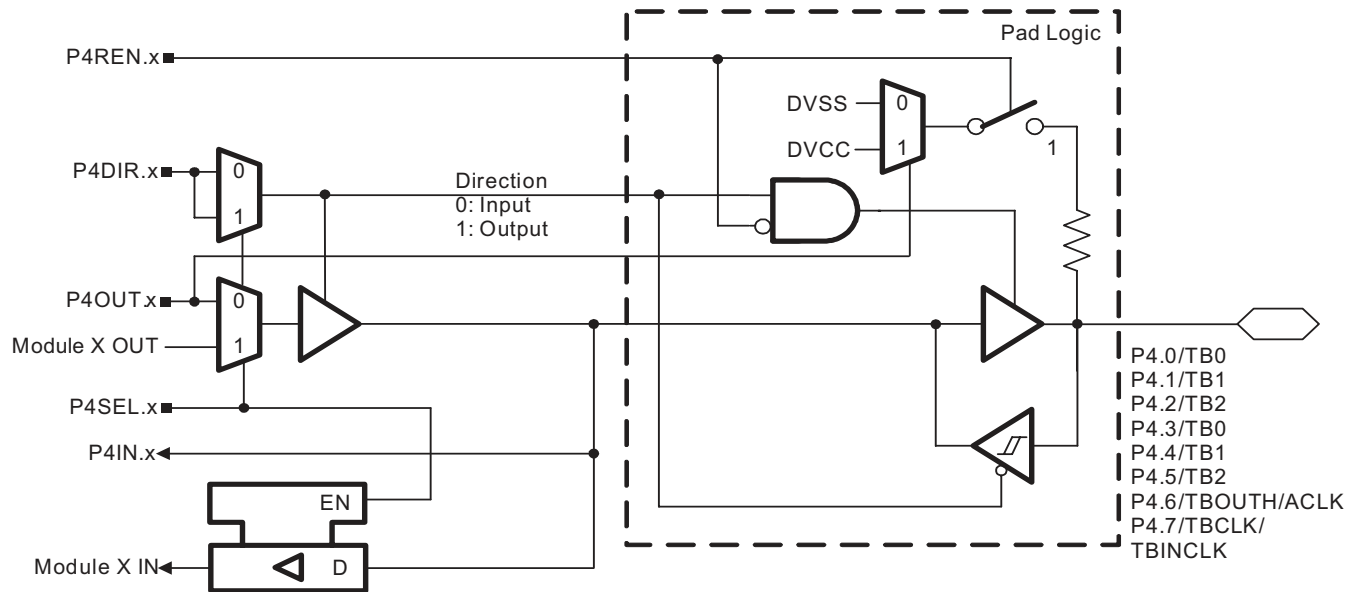 Pad Logic
P4REN.x
DVSS
0
DVCC
1
1
P4DIR.x
0
1
Direction
0: Input
1: Output
P4OUT.x
0
Module X OUT
1
P4SEL.x
P4IN.x
EN
D
Module X IN
P4.0/TB0
P4.1/TB1
P4.2/TB2
P4.3/TB0
P4.4/TB1
P4.5/TB2
P4.6/TBOUTH/ACLK
P4.7/TBCLK/
TBINCLK